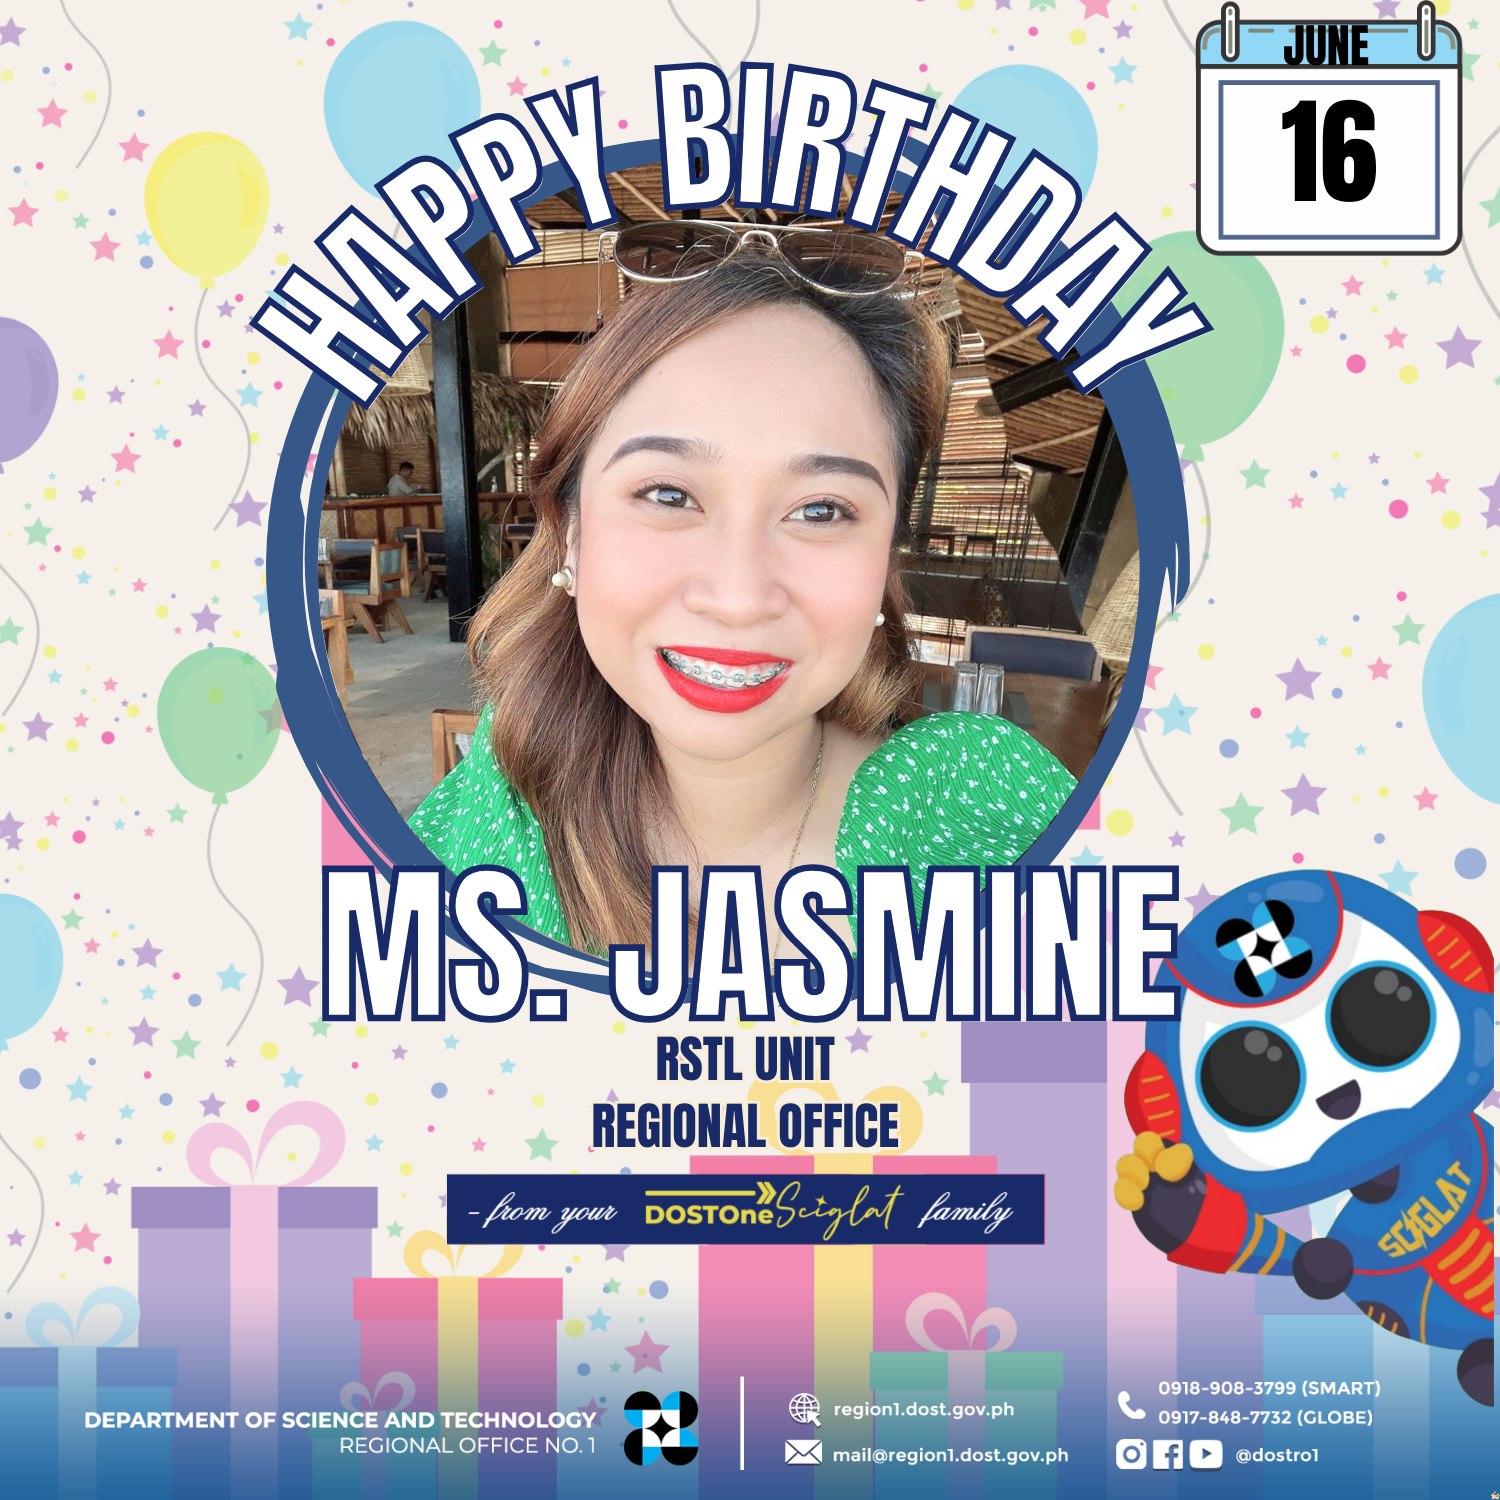 JUNE
16
HAPPY BIRTHDAY
MS. JASMINE
RSTL UNIT
REGIONAL OFFICE
- from your DOSTOneSciglat family
SCIGLAT
DEPARTMENT OF SCIENCE AND TECHNOLOGY
REGIONAL OFFICE NO. 1
region1.dost.gov.ph
mail@region1.dost.gov.ph
0918-908-3799 (SMART)
0917-848-7732 (GLOBE)
@dostro1